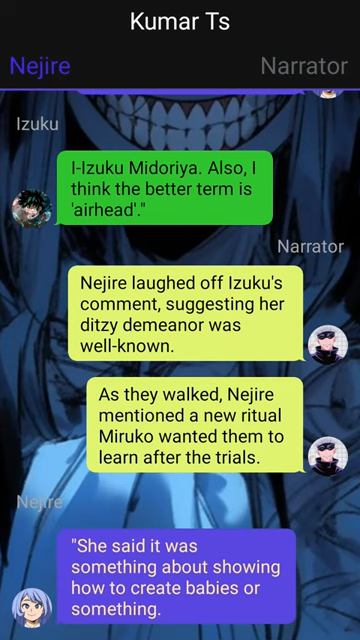 Kumar Ts
Nejire
Narrator
Izuku
I-Izuku Midoriya. Also, I
think the better term is
'airhead'."
Narrator
Nejire laughed off Izuku's
comment, suggesting her
ditzy demeanor was
well-known.
As they walked, Nejire
mentioned a new ritual
Miruko wanted them to
learn after the trials.
Nejire
"She said it was
something about showing
how to create babies or
something.